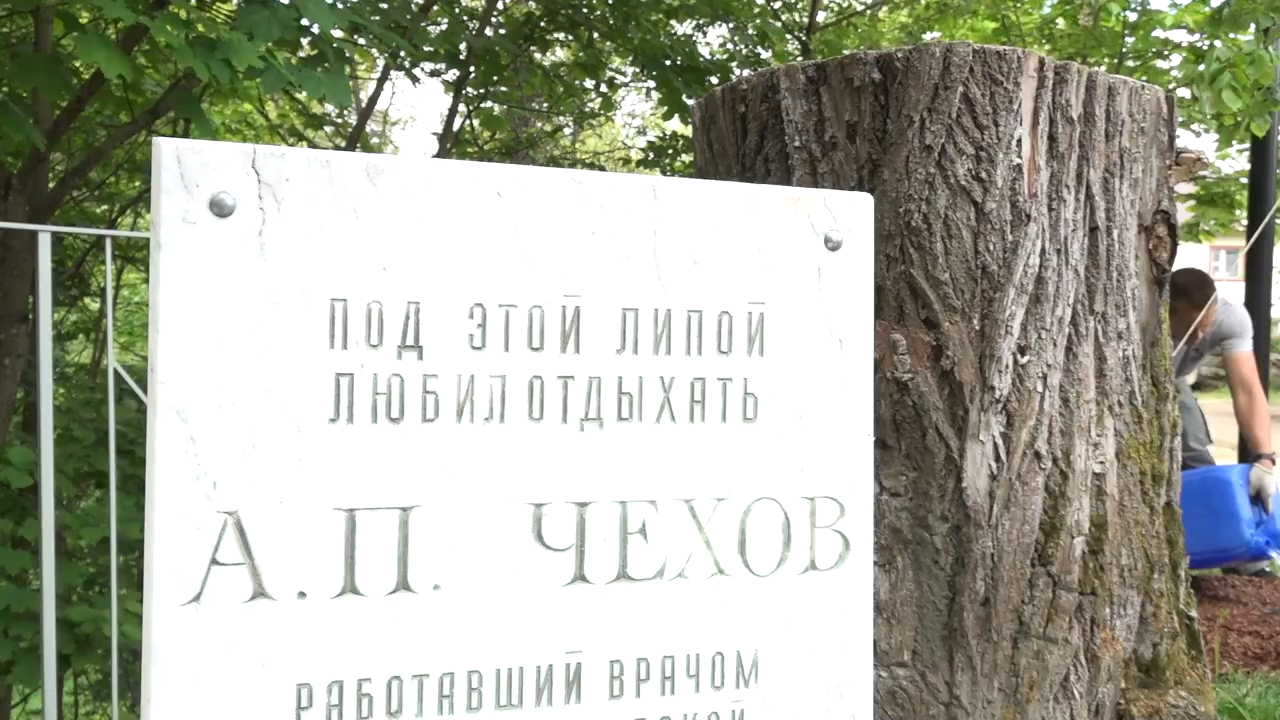 ПОД ЭТОЙ ЛИПОЙ
ЛЮБИЛ ОТДЫХАТЬ
А.П. ЧЕХОВ
РАБОТАВШИЙ ВРАЧОМ